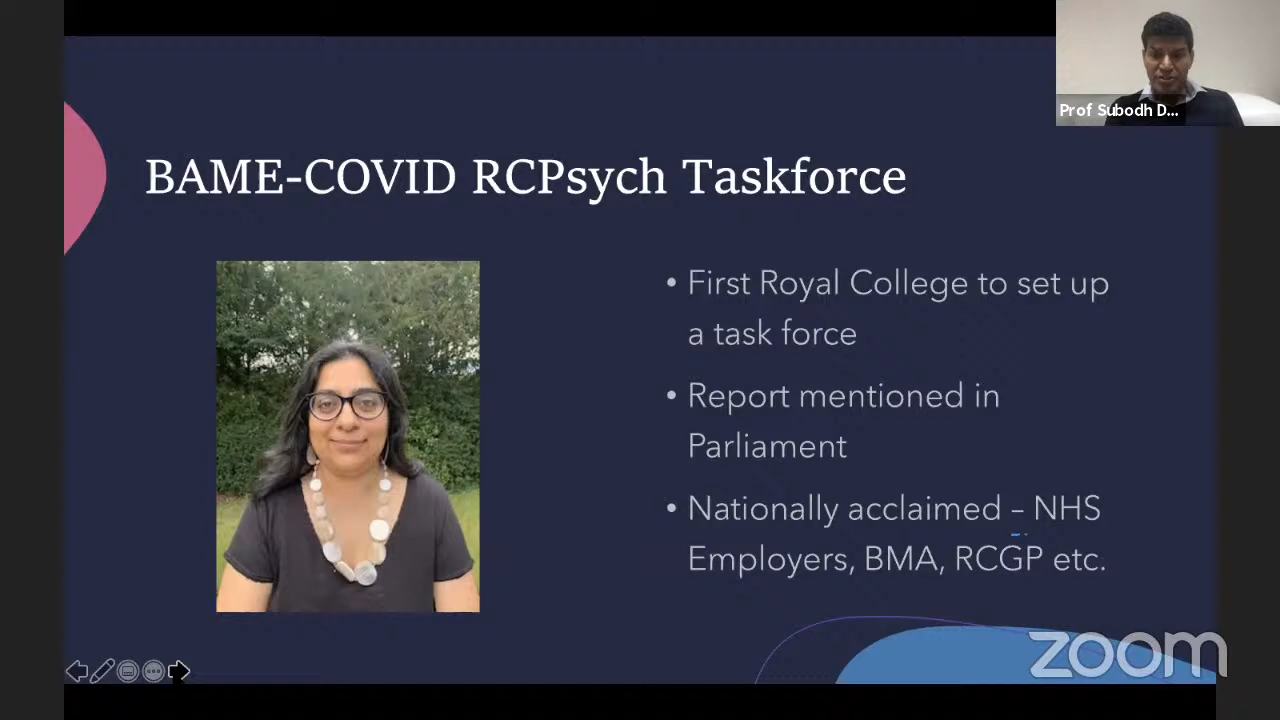 Prof Subodh D...
BAME-COVID RCPsych Taskforce
• First Royal College to set up
a task force
• Report mentioned in
Parliament
• Nationally acclaimed – NHS
Employers, BMA, RCGP etc.
zoom